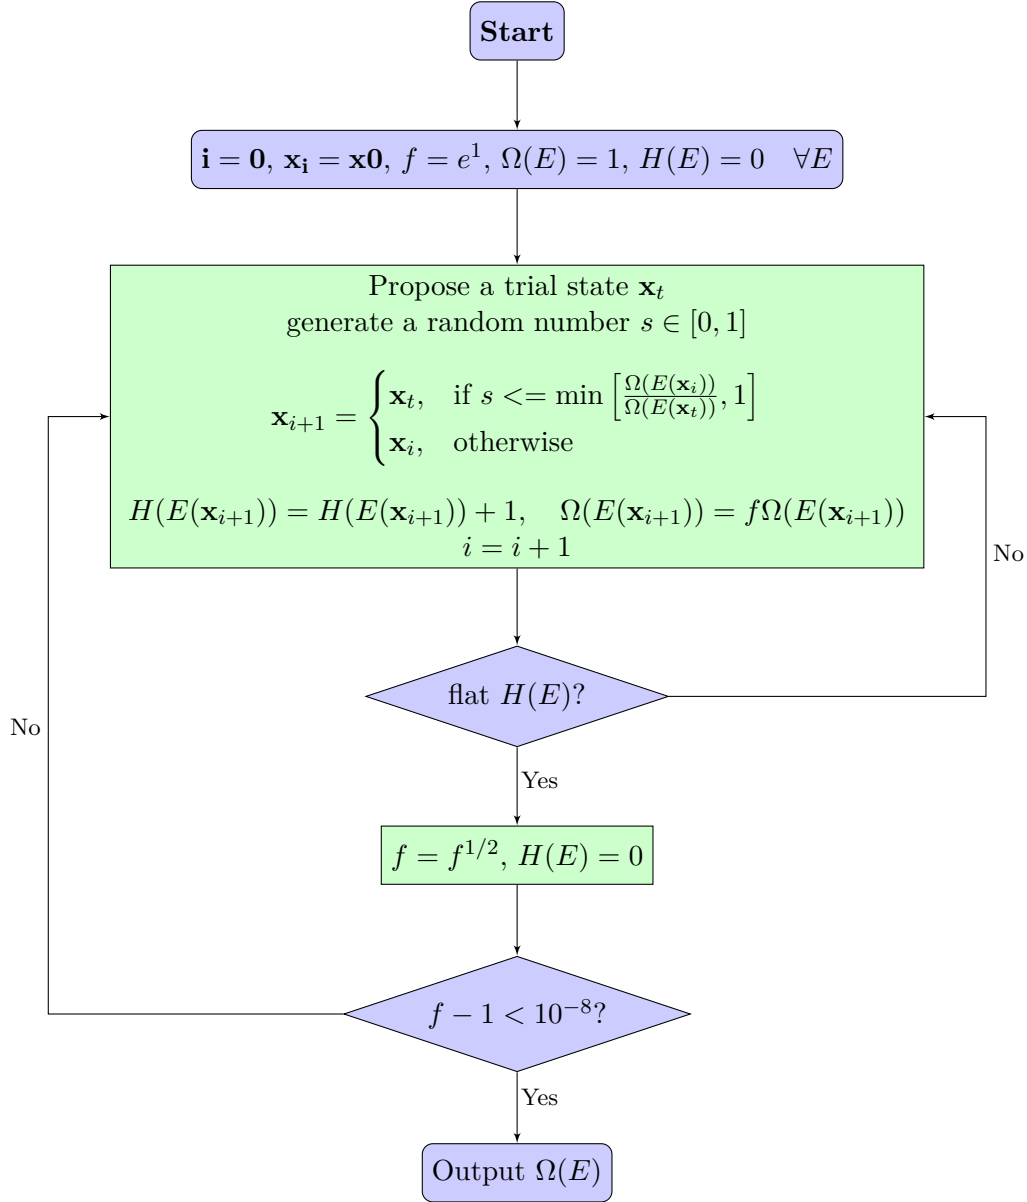 Start
i = 0, x_i = x0, f = e^1, Ω(E) = 1, H(E) = 0 ∀E
Propose a trial state x_t
generate a random number s ∈ [0, 1]
x_{i+1} = { x_t, if s <= min [ Ω(E(x_i)) / Ω(E(x_t)), 1 ]
x_i, otherwise
H(E(x_{i+1})) = H(E(x_{i+1})) + 1, Ω(E(x_{i+1})) = fΩ(E(x_{i+1}))
i = i + 1
No
flat H(E)?
No
Yes
f = f^{1/2}, H(E) = 0
f − 1 < 10^{−8}?
Yes
Output Ω(E)